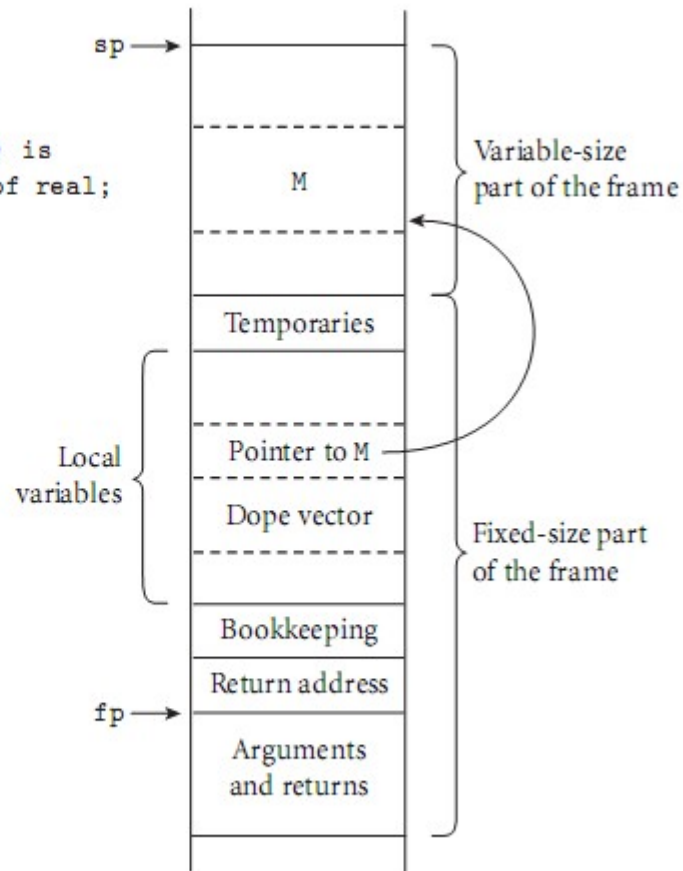 sp
is
of real;
M
Variable-size
part of the frame
Temporaries
Pointer to M
Dope vector
Local
variables
Fixed-size part
of the frame
Bookkeeping
Return address
fp
Arguments
and returns